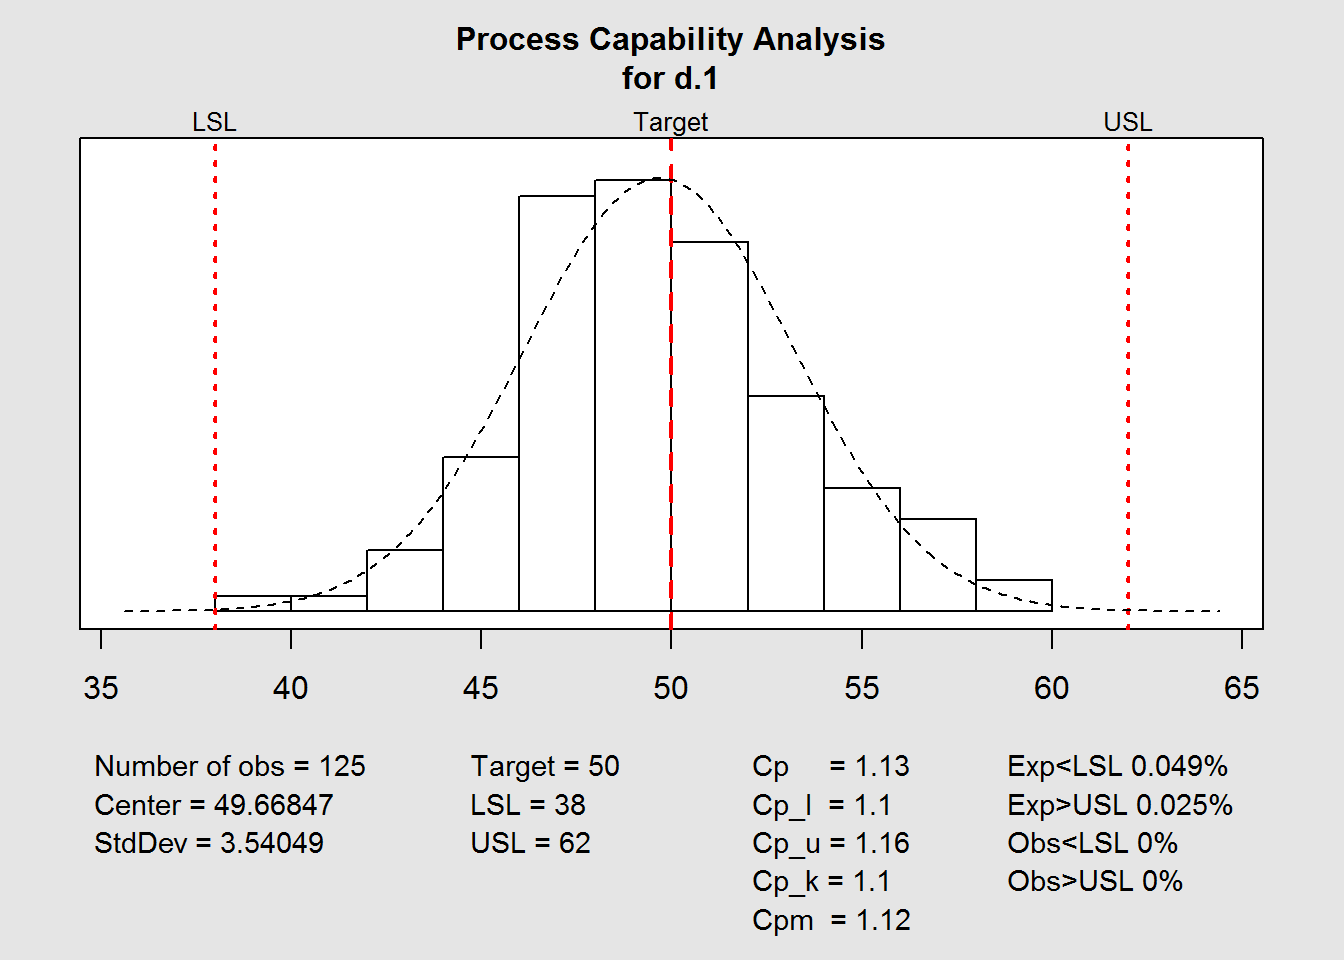 Process Capability Analysis
for d.1
LSL Target USL
35 40 45 50 55 60 65
Number of obs = 125
Center = 49.66847
StdDev = 3.54049
Target = 50
LSL = 38
USL = 62
Cp = 1.13
Cp_l = 1.1
Cp_u = 1.16
Cp_k = 1.1
Cpm = 1.12
Exp<LSL 0.049%
Exp>USL 0.025%
Obs<LSL 0%
Obs>USL 0%